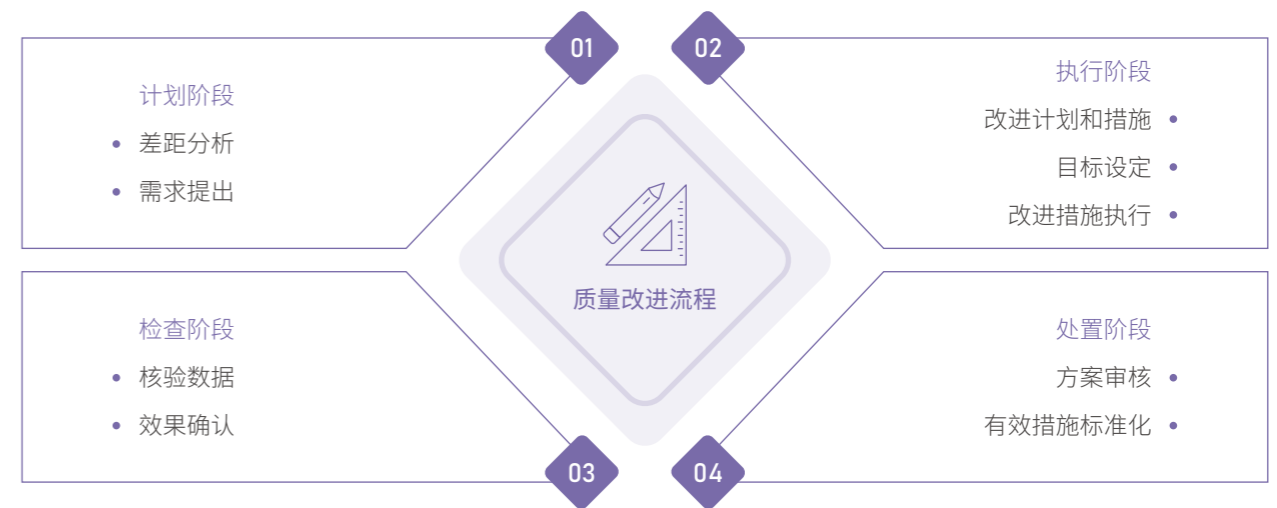 01
计划阶段
差距分析
需求提出
02
执行阶段
改进计划和措施
目标设定
改进措施执行
质量改进流程
检查阶段
核验数据
效果确认
03
处置阶段
方案审核
有效措施标准化
04